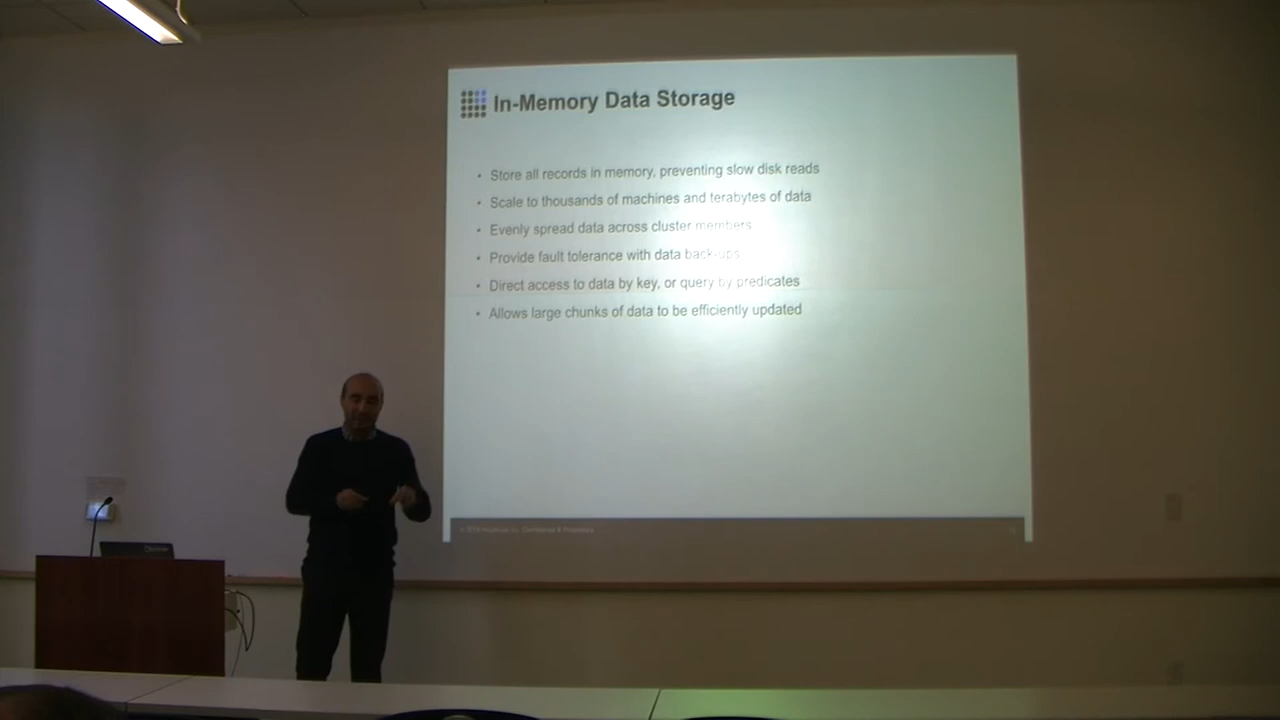 In-Memory Data Storage
• Store all records in memory, preventing slow disk reads
• Scale to thousands of machines and terabytes of data
• Evenly spread data across cluster members
• Provide fault tolerance with data back-ups
• Direct access to data by key, or query by predicates
• Allows large chunks of data to be efficiently updated